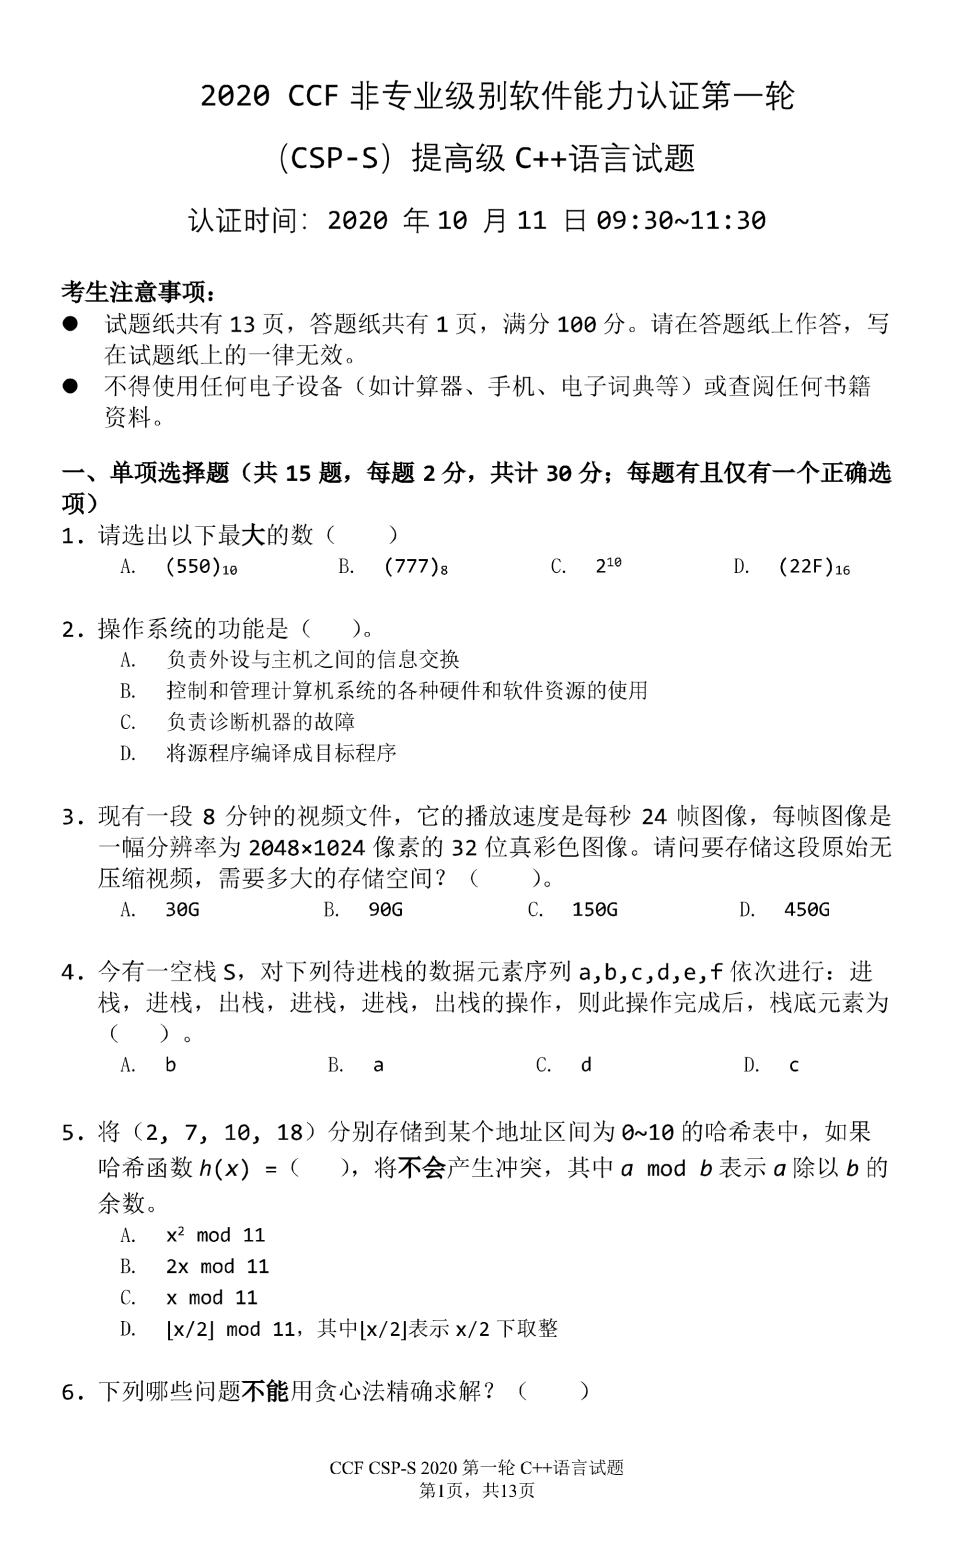 2020 CCF 非专业级别软件能力认证第一轮
（CSP-S）提高级 C++语言试题
认证时间：2020 年 10 月 11 日 09:30~11:30
考生注意事项：
● 试题纸共有 13 页，答题纸共有 1 页，满分 100 分。请在答题纸上作答，写
在试题纸上的一律无效。
● 不得使用任何电子设备（如计算器、手机、电子词典等）或查阅任何书籍
资料。
一、单项选择题（共 15 题，每题 2 分，共计 30 分；每题有且仅有一个正确选
项）
1. 请选出以下最大的数（　　）
A. (550)₁₀ B. (777)₈ C. 2¹⁰ D. (22F)₁₆
2. 操作系统的功能是（　　）。
A. 负责外设与主机之间的信息交换
B. 控制和管理计算机系统的各种硬件和软件资源的使用
C. 负责诊断机器的故障
D. 将源程序编译成目标程序
3. 现有一段 8 分钟的视频文件，它的播放速度是每秒 24 帧图像，每帧图像是
一幅分辨率为 2048×1024 像素的 32 位真彩色图像。请问要存储这段原始无
压缩视频，需要多大的存储空间？（　　）。
A. 30G B. 90G C. 150G D. 450G
4. 今有一空栈 S，对下列待进栈的数据元素序列 a,b,c,d,e,f 依次进行：进
栈，进栈，出栈，进栈，进栈，出栈的操作，则此操作完成后，栈底元素为
（　　）。
A. b B. a C. d D. c
5. 将（2, 7, 10, 18）分别存储到某个地址区间为 0~10 的哈希表中，如果
哈希函数 h(x) =（　　），将不会产生冲突，其中 a mod b 表示 a 除以 b 的
余数。
A. x² mod 11
B. 2x mod 11
C. x mod 11
D. ⌊x/2⌋ mod 11，其中⌊x/2⌋表示 x/2 下取整
6. 下列哪些问题不能用贪心法精确求解？（　　）
CCF CSP-S 2020 第一轮 C++语言试题
第1页，共13页